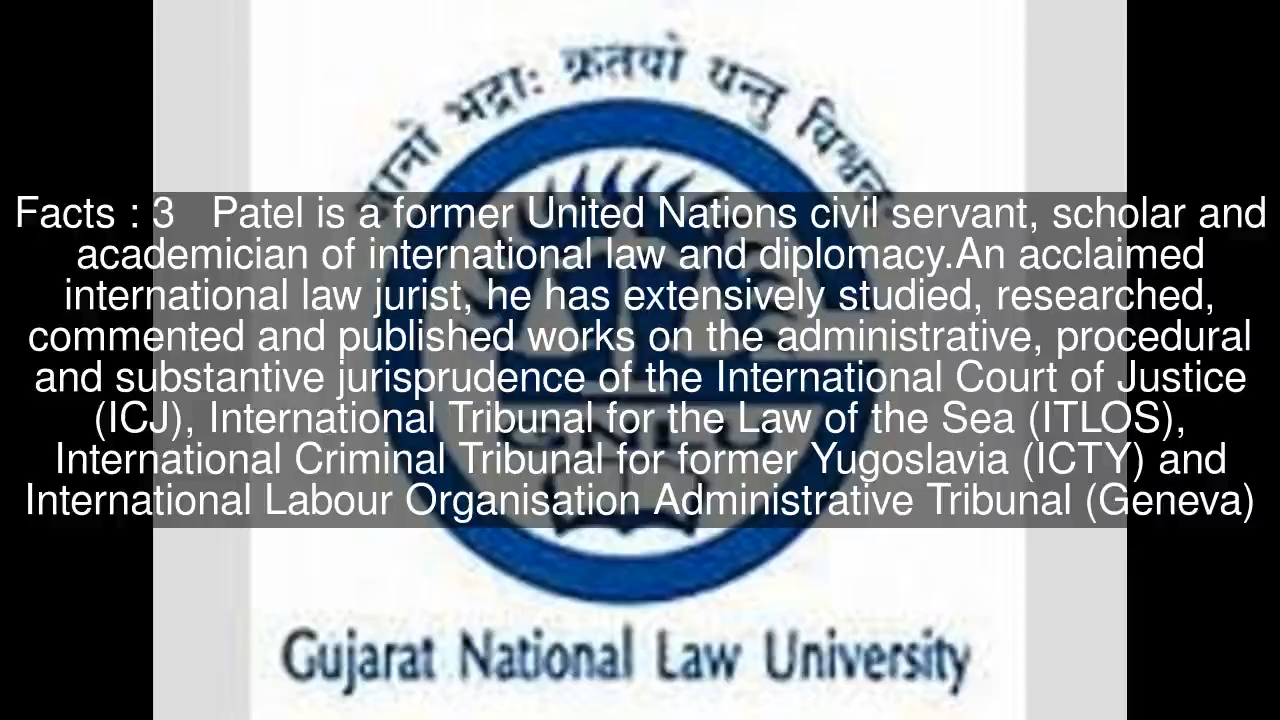 भद्राः क्रतवो यन्तु
Facts : 3 Patel is a former United Nations civil servant, scholar and
academician of international law and diplomacy.An acclaimed
international law jurist, he has extensively studied, researched,
commented and published works on the administrative, procedural
and substantive jurisprudence of the International Court of Justice
(ICJ), International Tribunal for the Law of the Sea (ITLOS),
International Criminal Tribunal for former Yugoslavia (ICTY) and
International Labour Organisation Administrative Tribunal (Geneva)
Gujarat National Law University